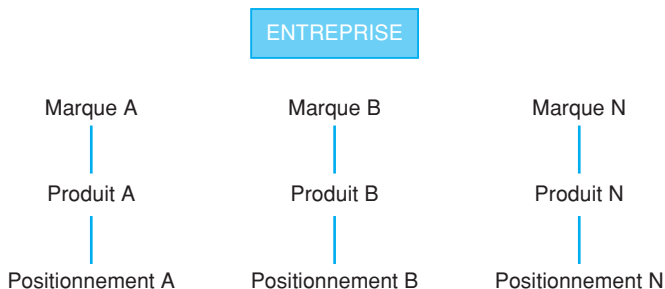 ENTREPRISE
Marque A Marque B Marque N
Produit A Produit B Produit N
Positionnement A Positionnement B Positionnement N